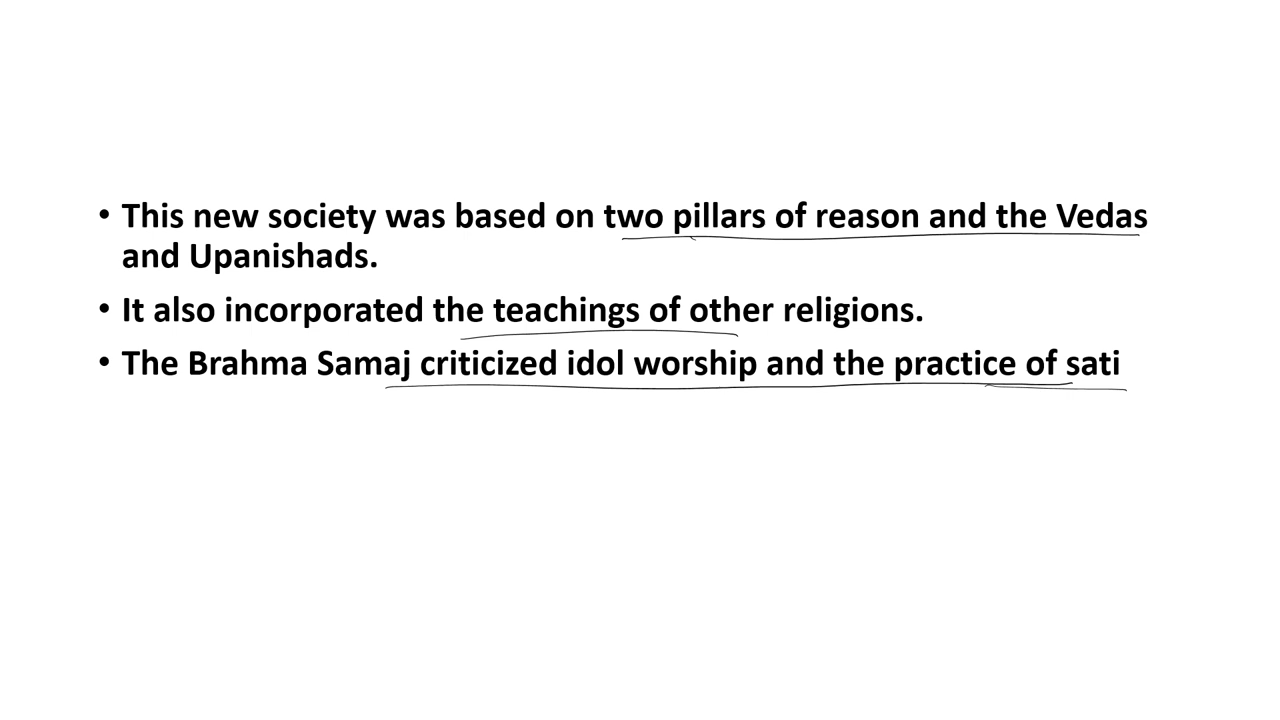 • This new society was based on two pillars of reason and the Vedas
and Upanishads.
• It also incorporated the teachings of other religions.
• The Brahma Samaj criticized idol worship and the practice of sati